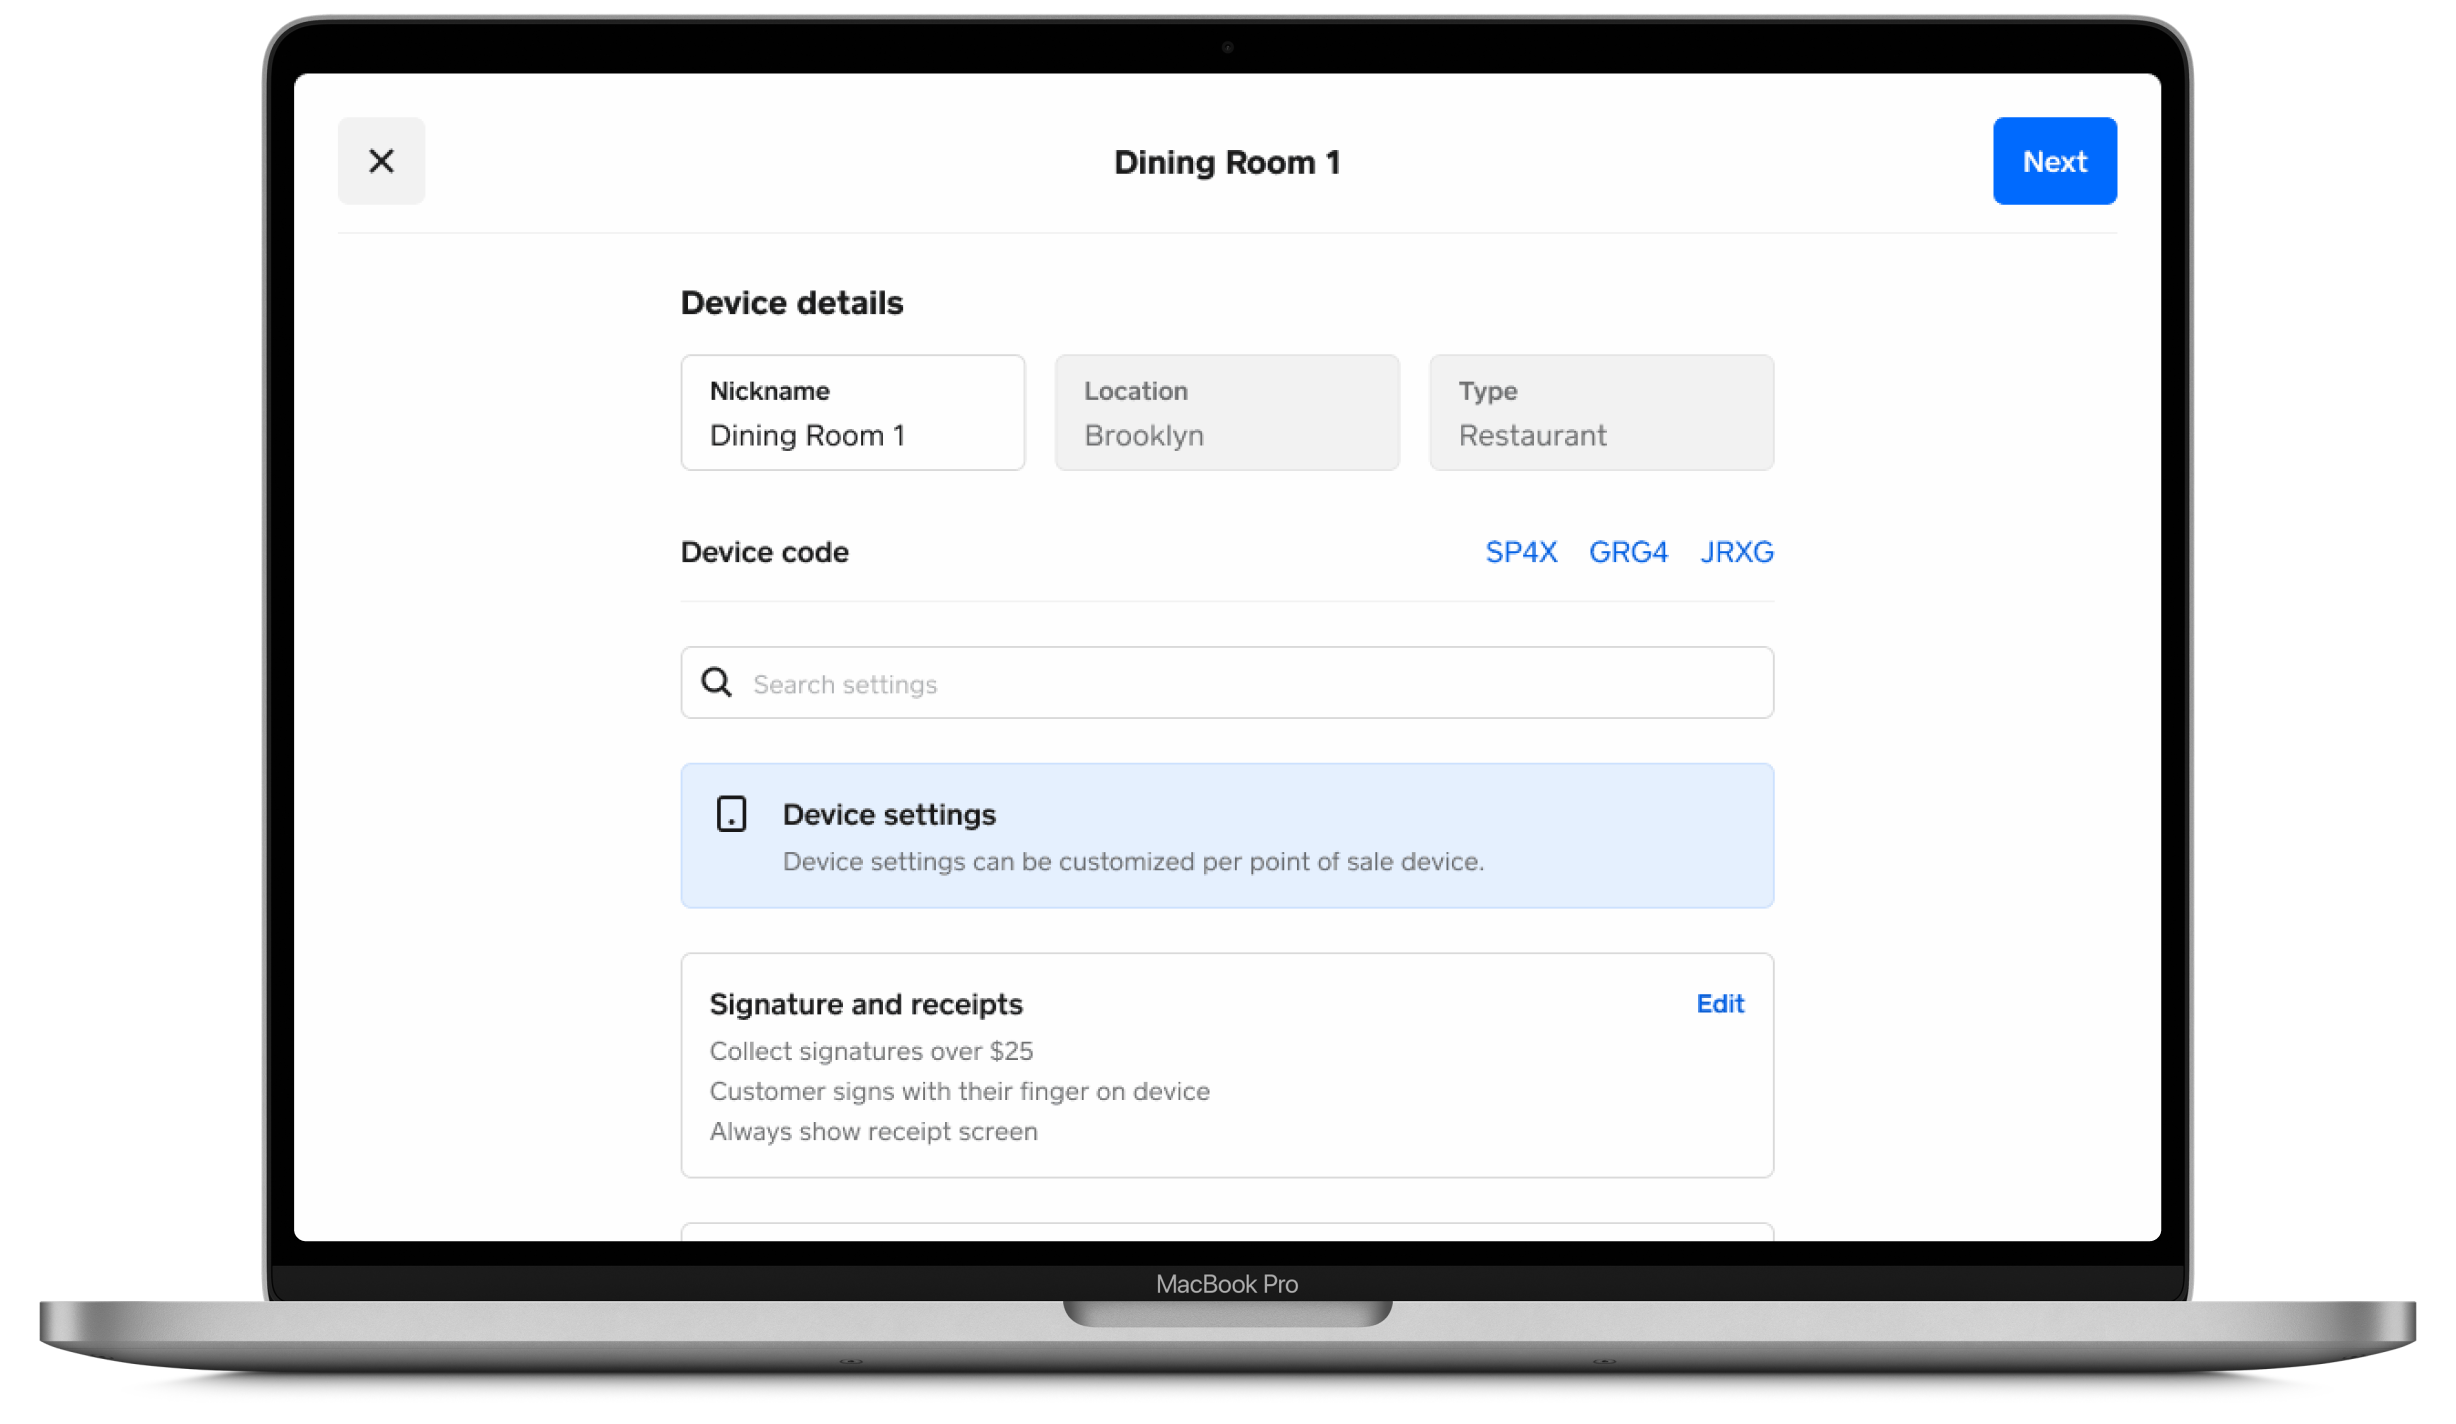 Dining Room 1
Next
Device details
Nickname
Dining Room 1
Location
Brooklyn
Type
Restaurant
Device code
SP4X GRG4 JRXG
Search settings
Device settings
Device settings can be customized per point of sale device.
Signature and receipts
Edit
Collect signatures over $25
Customer signs with their finger on device
Always show receipt screen
MacBook Pro